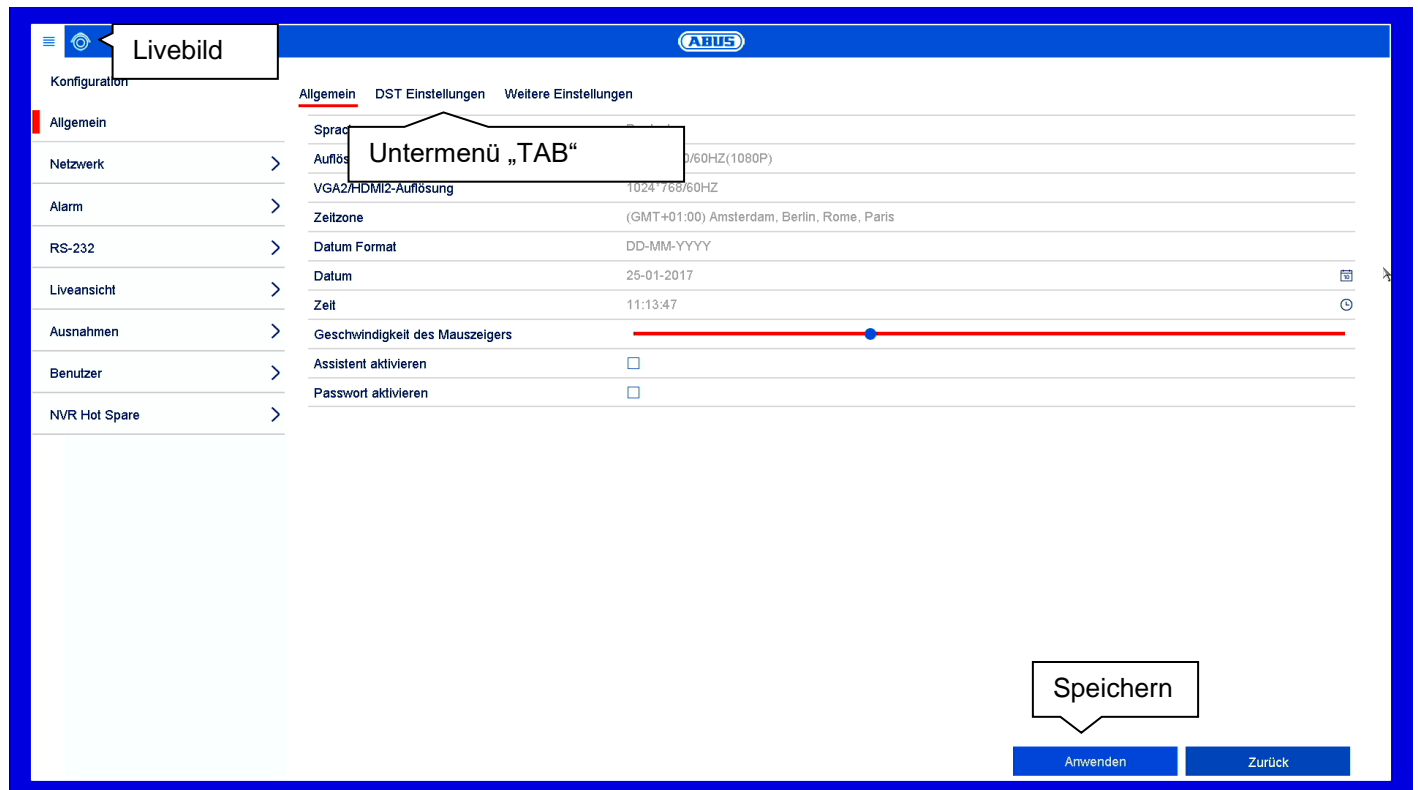 Livebild
ABUS
Konfiguration
Allgemein DST Einstellungen Weitere Einstellungen
Untermenü „TAB“
Allgemein
Netzwerk
Alarm
RS-232
Liveansicht
Ausnahmen
Benutzer
NVR Hot Spare
/60HZ(1080P)
VGA2/HDMI2-Auflösung 1024*768/60HZ
Zeitzone (GMT+01:00) Amsterdam, Berlin, Rome, Paris
Datum Format DD-MM-YYYY
Datum 25-01-2017
Zeit 11:13:47
Geschwindigkeit des Mauszeigers
Assistent aktivieren
Passwort aktivieren
Speichern
Anwenden Zurück